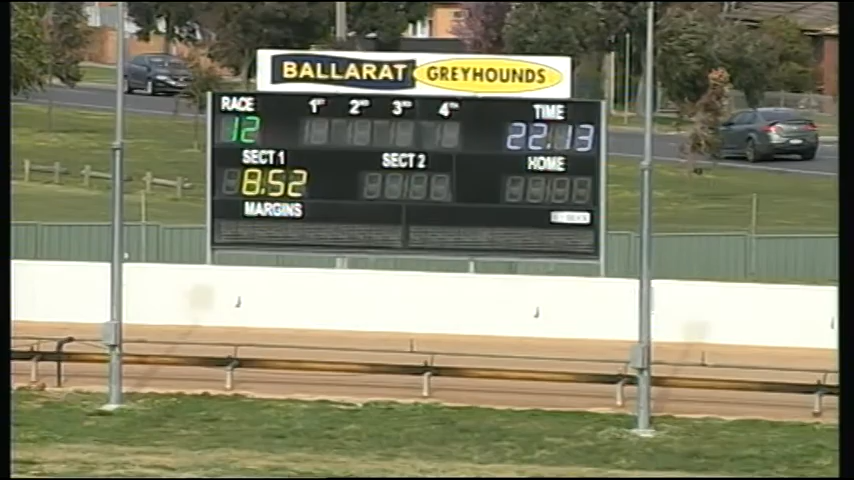 BALLARAT GREYHOUNDS
RACE 1ST 2ND 3RD 4TH TIME
12 22.13
SECT 1 SECT 2 HOME
8.52
MARGINS